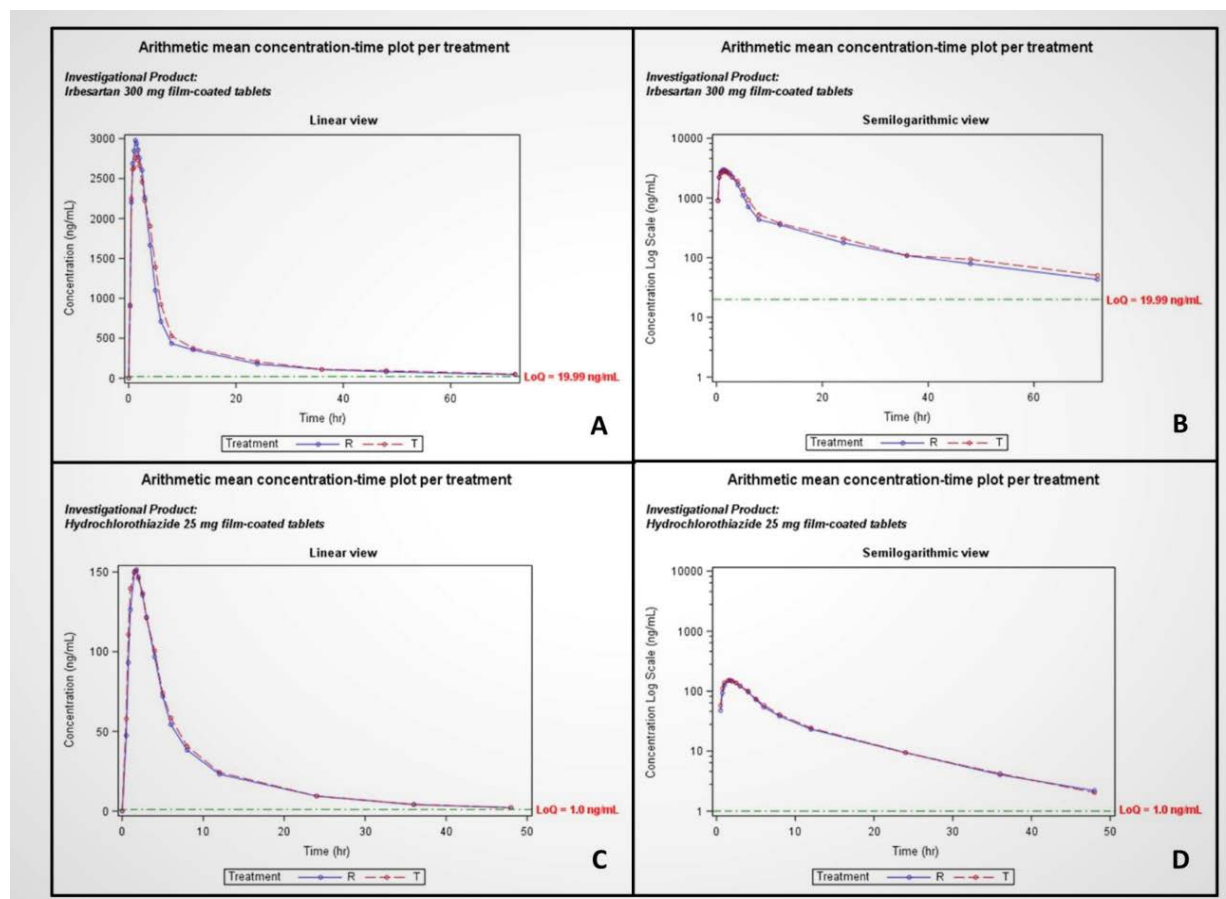 Arithmetic mean concentration-time plot per treatment
Investigational Product:
Irbesartan 300 mg film-coated tablets
Linear view
3000
2500
2000
1500
1000
500
0
Concentration (ng/mL)
LoQ = 19.99 ng/mL
0 20 40 60
Time (hr)
Treatment R T
A
Arithmetic mean concentration-time plot per treatment
Investigational Product:
Irbesartan 300 mg film-coated tablets
Semilogarithmic view
10000
1000
100
10
1
Concentration Log Scale (ng/mL)
LoQ = 19.99 ng/mL
0 20 40 60
Time (hr)
Treatment R T
B
Arithmetic mean concentration-time plot per treatment
Investigational Product:
Hydrochlorothiazide 25 mg film-coated tablets
Linear view
150
100
50
0
Concentration (ng/mL)
LoQ = 1.0 ng/mL
0 10 20 30 40 50
Time (hr)
Treatment R T
C
Arithmetic mean concentration-time plot per treatment
Investigational Product:
Hydrochlorothiazide 25 mg film-coated tablets
Semilogarithmic view
10000
1000
100
10
1
Concentration Log Scale (ng/mL)
LoQ = 1.0 ng/mL
0 10 20 30 40 50
Time (hr)
Treatment R T
D